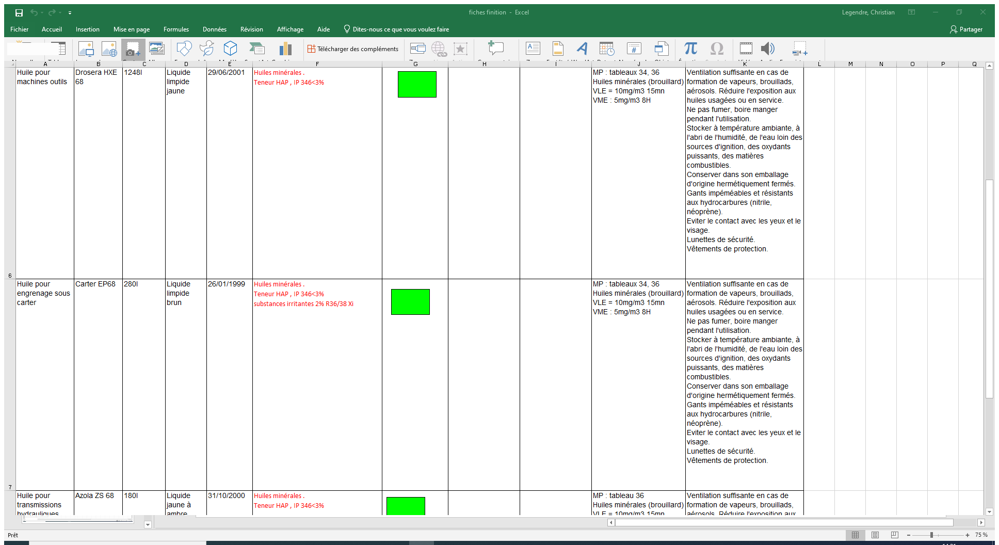 fiches finition - Excel
Legendre, Christian
Fichier Accueil Insertion Mise en page Formules Données Révision Affichage Aide Dites-nous ce que vous voulez faire
Partager
Télécharger des compléments
A B C D E F G H I J K L M N O P Q
Huile pour
machines outils
Drosera HXE
68
1248l
Liquide
limpide
jaune
29/06/2001
Huiles minérales .
Teneur HAP , IP 346<3%
MP : tableaux 34, 36
Huiles minérales (brouillard)
VLE = 10mg/m3 15mn
VME : 5mg/m3 8H
Ventilation suffisante en cas de
formation de vapeurs, brouillads,
aérosols. Réduire l'exposition aux
huiles usagées ou en service.
Ne pas fumer, boire manger
pendant l'utilisation.
Stocker à température ambiante, à
l'abri de l'humidité, de l'eau loin des
sources d'ignition, des oxydants
puissants, des matières
combustibles.
Conserver dans son emballage
d'origine hermétiquement fermés.
Gants impéméables et résistants
aux hydrocarbures (nitrile,
néoprène).
Eviter le contact avec les yeux et le
visage.
Lunettes de sécurité.
Vêtements de protection.
6
Huile pour
engrenage sous
carter
Carter EP68
280l
Liquide
limpide
brun
26/01/1999
Huiles minérales .
Teneur HAP , IP 346<3%
substances irritantes 2% R36/38 Xi
MP : tableaux 34, 36
Huiles minérales (brouillard)
VLE = 10mg/m3 15mn
VME : 5mg/m3 8H
Ventilation suffisante en cas de
formation de vapeurs, brouillads,
aérosols. Réduire l'exposition aux
huiles usagées ou en service.
Ne pas fumer, boire manger
pendant l'utilisation.
Stocker à température ambiante, à
l'abri de l'humidité, de l'eau loin des
sources d'ignition, des oxydants
puissants, des matières
combustibles.
Conserver dans son emballage
d'origine hermétiquement fermés.
Gants impéméables et résistants
aux hydrocarbures (nitrile,
néoprène).
Eviter le contact avec les yeux et le
visage.
Lunettes de sécurité.
Vêtements de protection.
7
Huile pour
transmissions
hydrauliques
Azola ZS 68
180l
Liquide
jaune à
ambre
31/10/2000
Huiles minérales .
Teneur HAP , IP 346<3%
MP : tableau 36
Huiles minérales (brouillard)
VLE = 10mg/m3 15mn
Ventilation suffisante en cas de
formation de vapeurs, brouillads,
aérosols. Réduire l'exposition aux
Prêt
75 %